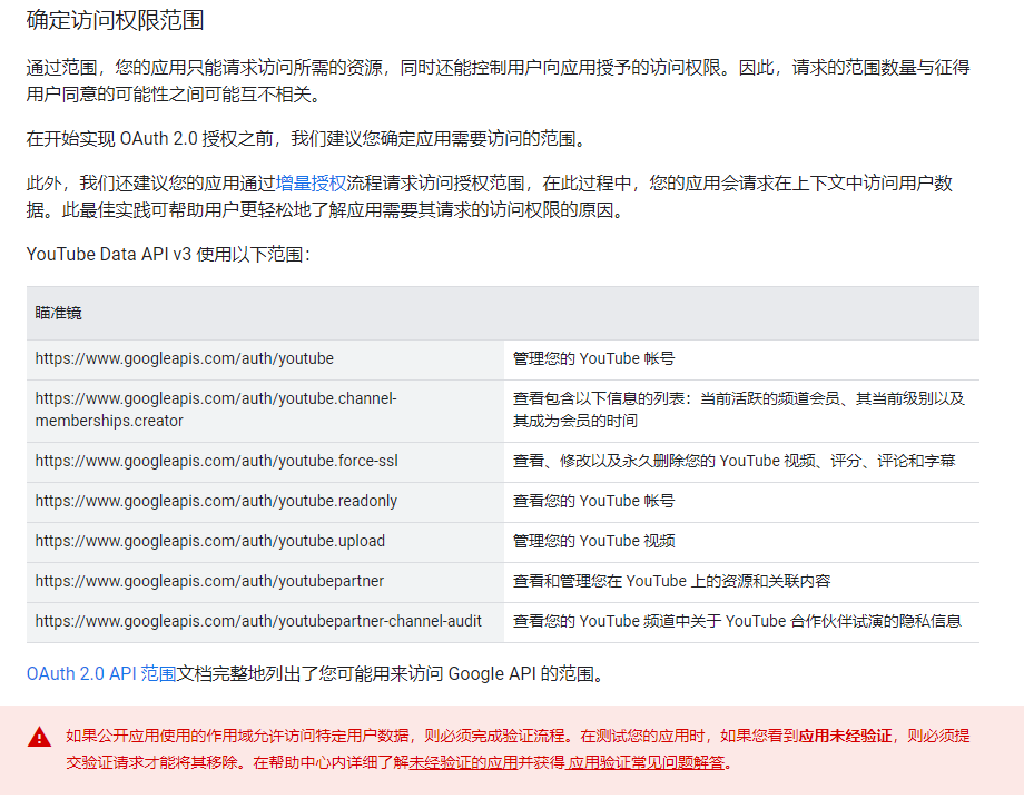 确定访问权限范围
通过范围，您的应用只能请求访问所需的资源，同时还能控制用户向应用授予的访问权限。因此，请求的范围数量与征得
用户同意的可能性之间可能互不相关。
在开始实现 OAuth 2.0 授权之前，我们建议您确定应用需要访问的范围。
此外，我们还建议您的应用通过增量授权流程请求访问授权范围，在此过程中，您的应用会请求在上下文中访问用户数
据。此最佳实践可帮助用户更轻松地了解应用需要其请求的访问权限的原因。
YouTube Data API v3 使用以下范围：
瞄准镜
https://www.googleapis.com/auth/youtube 管理您的 YouTube 帐号
https://www.googleapis.com/auth/youtube.channel- 查看包含以下信息的列表：当前活跃的频道会员、其当前级别以及
memberships.creator 其成为会员的时间
https://www.googleapis.com/auth/youtube.force-ssl 查看、修改以及永久删除您的 YouTube 视频、评分、评论和字幕
https://www.googleapis.com/auth/youtube.readonly 查看您的 YouTube 帐号
https://www.googleapis.com/auth/youtube.upload 管理您的 YouTube 视频
https://www.googleapis.com/auth/youtubepartner 查看和管理您在 YouTube 上的资源和关联内容
https://www.googleapis.com/auth/youtubepartner-channel-audit 查看您的 YouTube 频道中关于 YouTube 合作伙伴试演的隐私信息.
OAuth 2.0 API 范围文档完整地列出了您可能用来访问 Google API 的范围。
如果公开应用使用的作用域允许访问特定用户数据，则必须完成验证流程。在测试您的应用时，如果您看到应用未经验证，则必须提
交验证请求才能将其移除。在帮助中心内详细了解未经验证的应用并获得 应用验证常见问题解答。